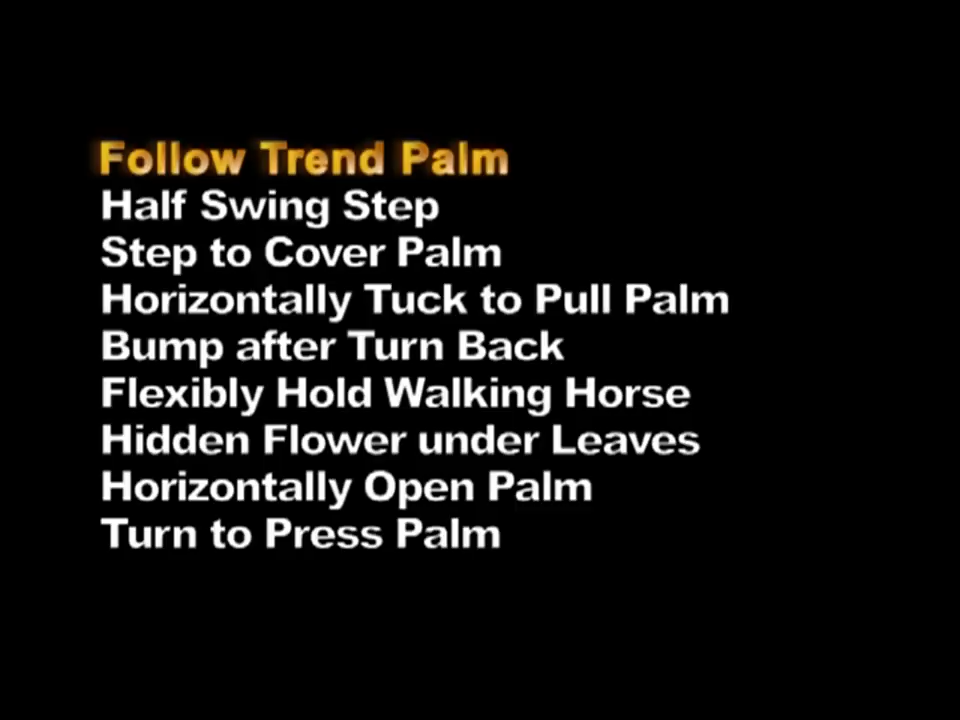 Follow Trend Palm
Half Swing Step
Step to Cover Palm
Horizontally Tuck to Pull Palm
Bump after Turn Back
Flexibly Hold Walking Horse
Hidden Flower under Leaves
Horizontally Open Palm
Turn to Press Palm